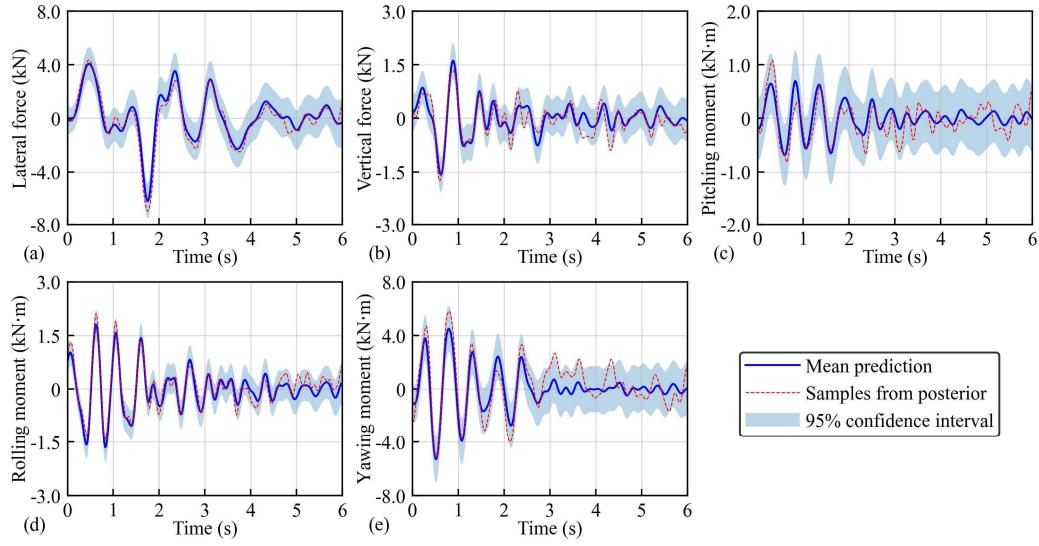 8.0
4.0
0
-4.0
-8.0
Lateral force (kN)
0 1 2 3 4 5 6
Time (s)
(a)
3.0
1.5
0
-1.5
-3.0
Vertical force (kN)
0 1 2 3 4 5 6
Time (s)
(b)
2.0
1.0
0
-1.0
-2.0
Pitching moment (kN·m)
0 1 2 3 4 5 6
Time (s)
(c)
3.0
1.5
0
-1.5
-3.0
Rolling moment (kN·m)
0 1 2 3 4 5 6
Time (s)
(d)
8.0
4.0
0
-4.0
-8.0
Yawing moment (kN·m)
0 1 2 3 4 5 6
Time (s)
(e)
Mean prediction
Samples from posterior
95% confidence interval